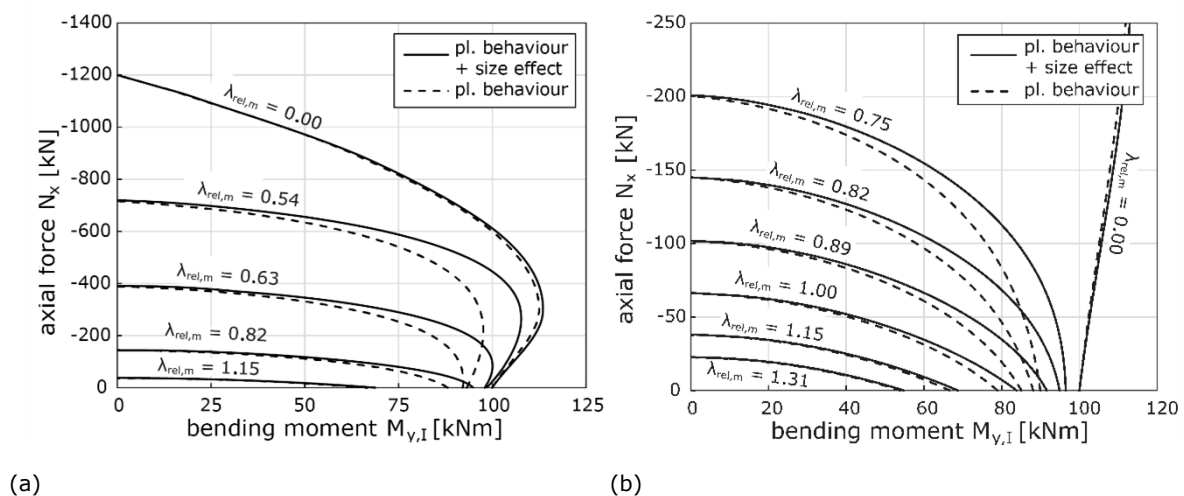 -1400
-1200
-1000
-800
-600
-400
-200
0
axial force Nₓ [kN]
pl. behaviour
+ size effect
pl. behaviour
λrel,m = 0.00
λrel,m = 0.54
λrel,m = 0.63
λrel,m = 0.82
λrel,m = 1.15
0 25 50 75 100 125
bending moment My,I [kNm]
(a)
-250
-200
-150
-100
-50
0
axial force Nₓ [kN]
pl. behaviour
+ size effect
pl. behaviour
λrel,m = 0.75
λrel,m = 0.82
λrel,m = 0.89
λrel,m = 1.00
λrel,m = 1.15
λrel,m = 1.31
λrel,m = 0.00
0 20 40 60 80 100 120
bending moment My,I [kNm]
(b)